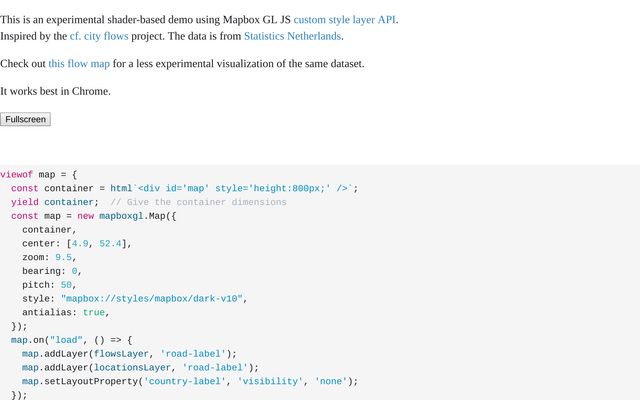 This is an experimental shader-based demo using Mapbox GL JS custom style layer API.
Inspired by the cf. city flows project. The data is from Statistics Netherlands.
Check out this flow map for a less experimental visualization of the same dataset.
It works best in Chrome.
Fullscreen
viewof map = {
  const container = html`<div id='map' style='height:800px;' />`;
  yield container;  // Give the container dimensions
  const map = new mapboxgl.Map({
    container,
    center: [4.9, 52.4],
    zoom: 9.5,
    bearing: 0,
    pitch: 50,
    style: "mapbox://styles/mapbox/dark-v10",
    antialias: true,
  });
  map.on("load", () => {
    map.addLayer(flowsLayer, 'road-label');
    map.addLayer(locationsLayer, 'road-label');
    map.setLayoutProperty('country-label', 'visibility', 'none');
  });